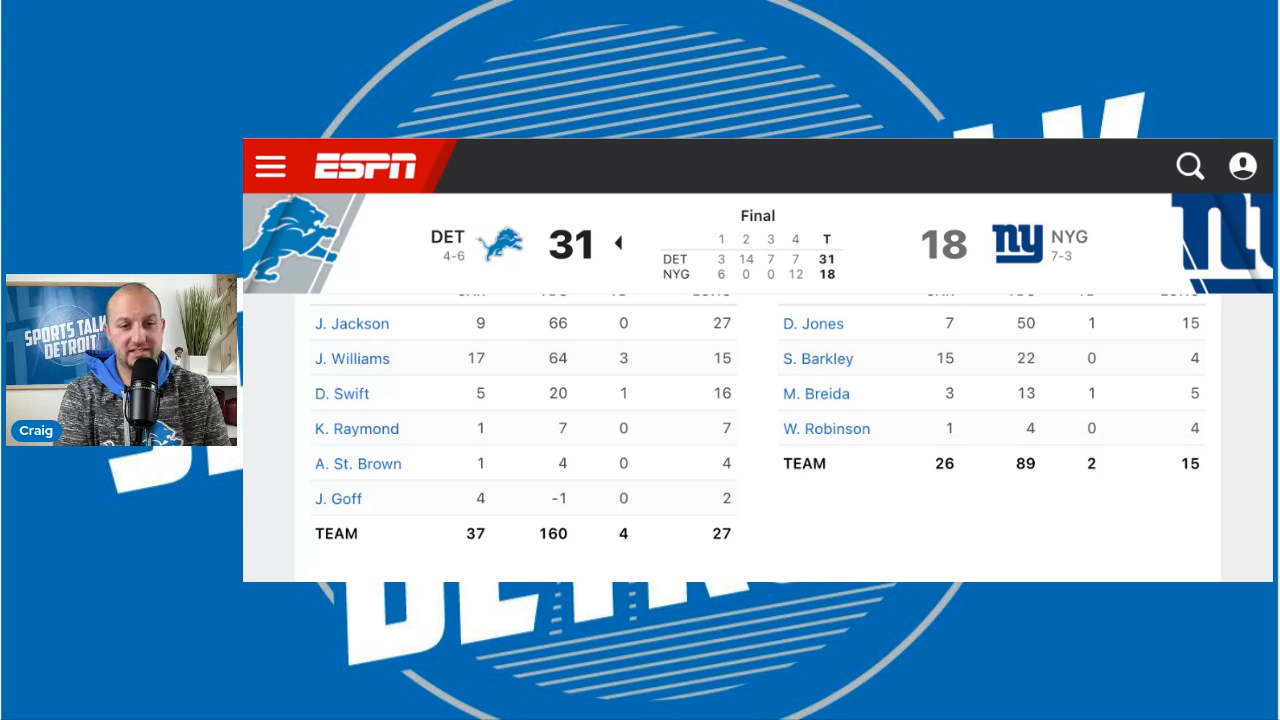 ESPN
Final
DET 31 18 NYG
4-6 7-3
1 2 3 4 T
DET 3 14 7 7 31
NYG 6 0 0 12 18
J. Jackson 9 66 0 27
J. Williams 17 64 3 15
D. Swift 5 20 1 16
K. Raymond 1 7 0 7
A. St. Brown 1 4 0 4
J. Goff 4 -1 0 2
TEAM 37 160 4 27
D. Jones 7 50 1 15
S. Barkley 15 22 0 4
M. Breida 3 13 1 5
W. Robinson 1 4 0 4
TEAM 26 89 2 15
ny
SPORTS TALK
DETROIT
Craig